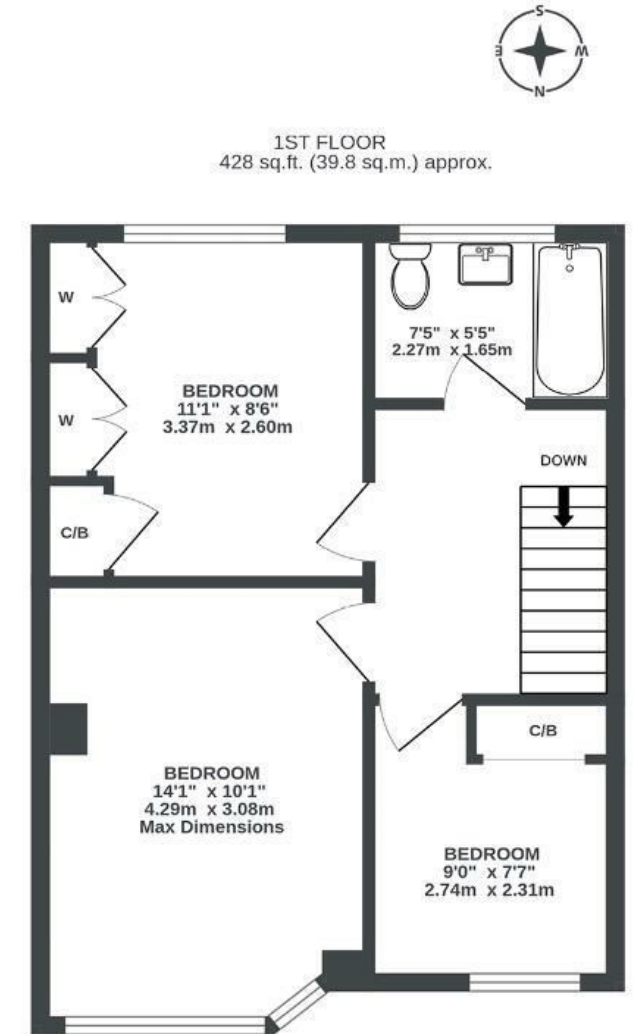 S
E
W
N
1ST FLOOR
428 sq.ft. (39.8 sq.m.) approx.
W
7'5" x 5'5"
2.27m x 1.65m
BEDROOM
11'1" x 8'6"
3.37m x 2.60m
W
DOWN
C/B
C/B
BEDROOM
14'1" x 10'1"
4.29m x 3.08m
Max Dimensions
BEDROOM
9'0" x 7'7"
2.74m x 2.31m